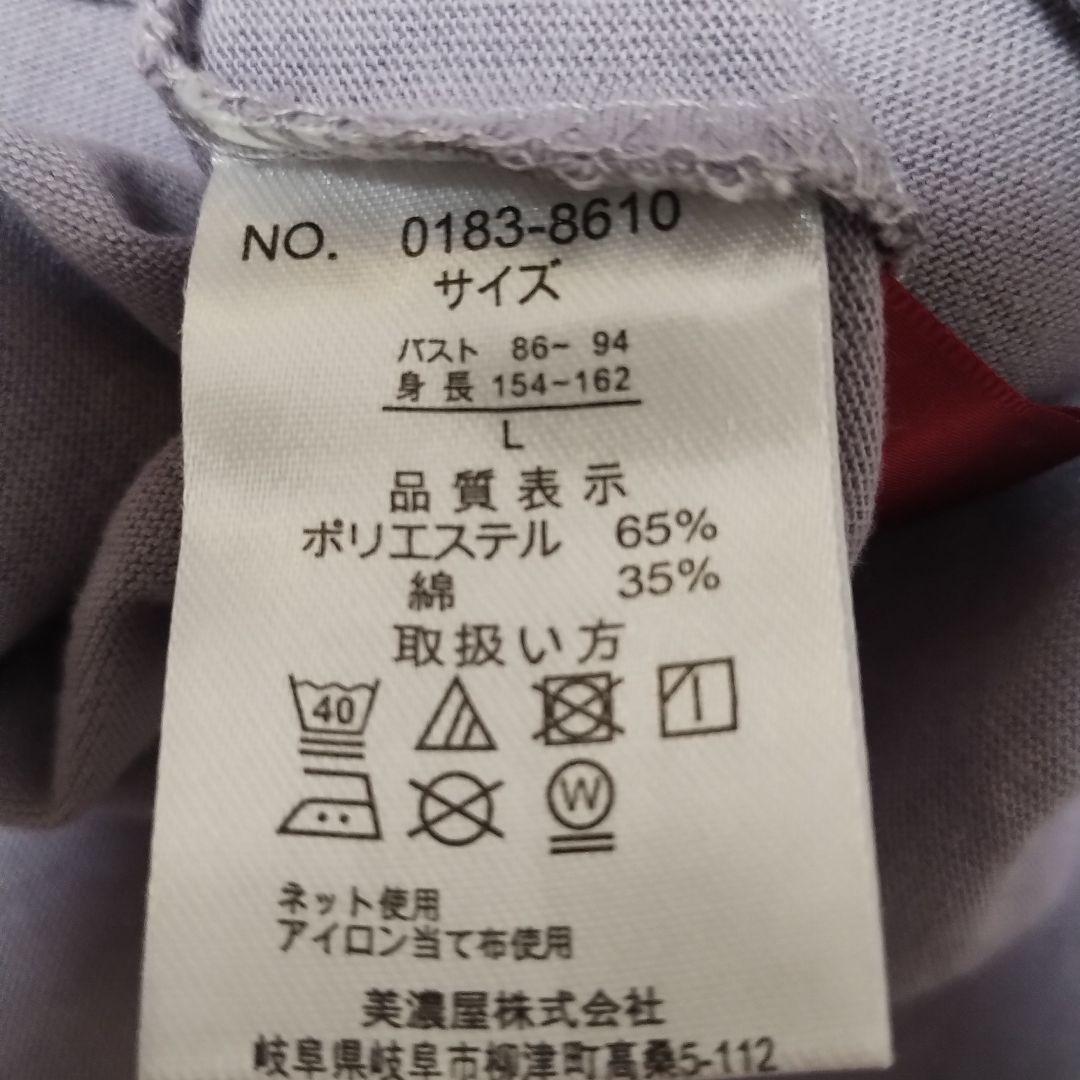 NO. 0183-8610
サイズ
バスト 86~ 94
身長 154~162
L
品質表示
ポリエステル 65%
綿 35%
取扱い方
40
W
ネット使用
アイロン当て布使用
美濃屋株式会社
岐阜県岐阜市柳津町高桑5-112